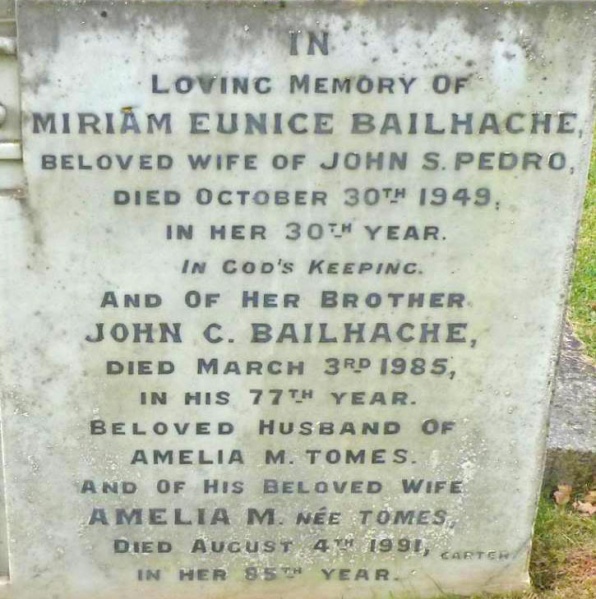 IN
LOVING MEMORY OF
MIRIAM EUNICE BAILHACHE,
BELOVED WIFE OF JOHN S. PEDRO,
DIED OCTOBER 30TH 1949,
IN HER 30TH YEAR.
IN GOD'S KEEPING.
AND OF HER BROTHER
JOHN C. BAILHACHE,
DIED MARCH 3RD 1985,
IN HIS 77TH YEAR.
BELOVED HUSBAND OF
AMELIA M. TOMES.
AND OF HIS BELOVED WIFE
AMELIA M. NÉE TOMES,
DIED AUGUST 4TH 1991,
CARTER
IN HER 85TH YEAR.